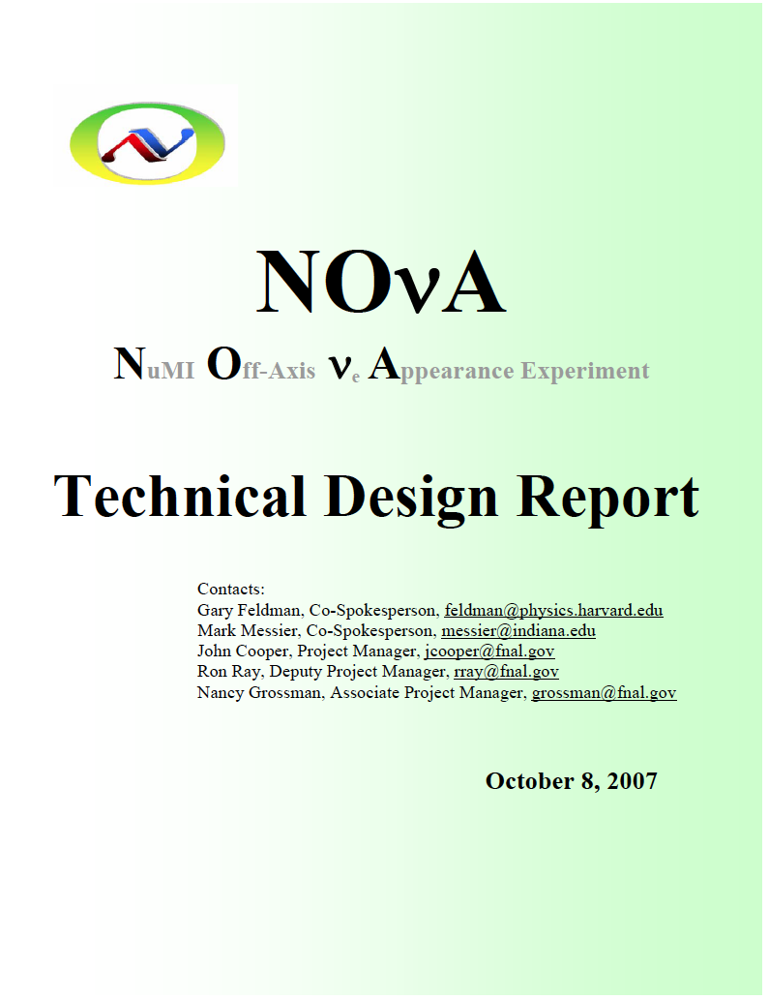 NOνA
NuMI Off-Axis νe Appearance Experiment
Technical Design Report
Contacts:
Gary Feldman, Co-Spokesperson, feldman@physics.harvard.edu
Mark Messier, Co-Spokesperson, messier@indiana.edu
John Cooper, Project Manager, jcooper@fnal.gov
Ron Ray, Deputy Project Manager, rray@fnal.gov
Nancy Grossman, Associate Project Manager, grossman@fnal.gov
October 8, 2007